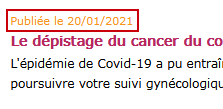 Publiée le 20/01/2021
Le dépistage du cancer du co
L'épidémie de Covid-19 a pu entraîn
poursuivre votre suivi gynécologiqu